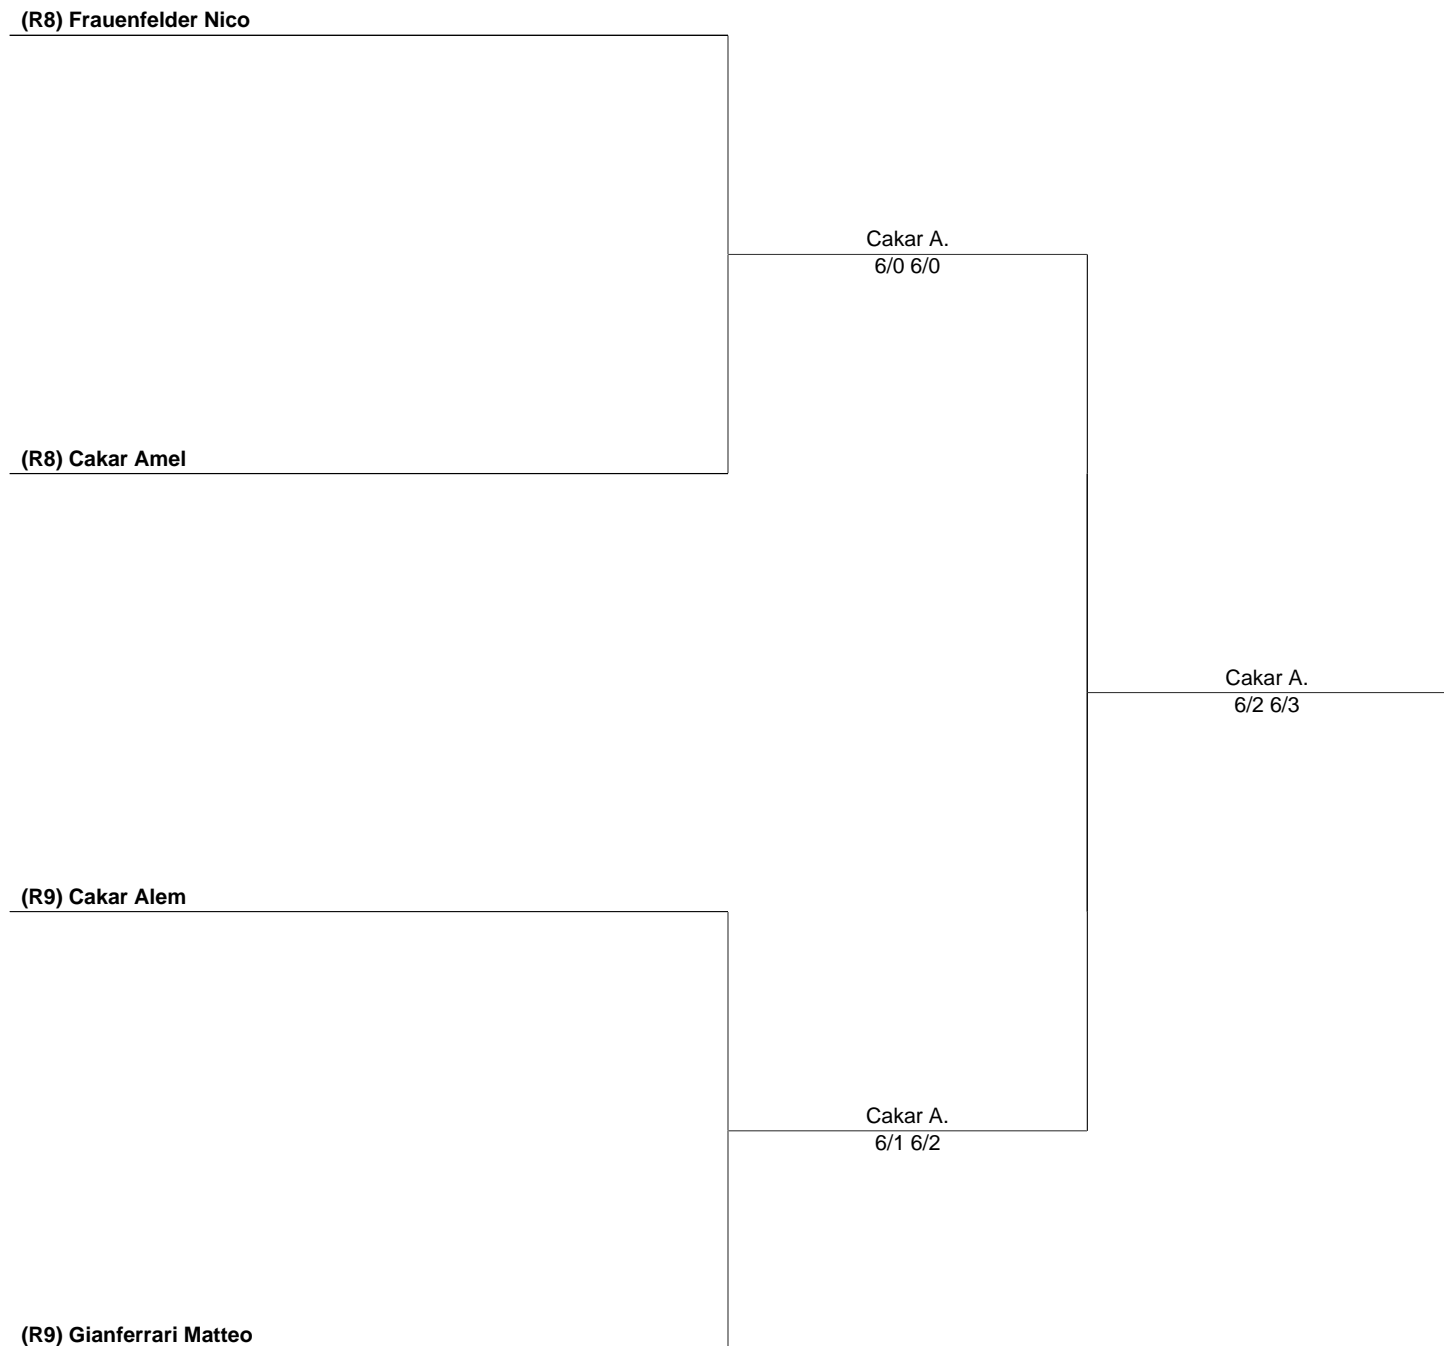 (R8) Frauenfelder Nico
Cakar A.
6/0 6/0
(R8) Cakar Amel
Cakar A.
6/2 6/3
(R9) Cakar Alem
Cakar A.
6/1 6/2
(R9) Gianferrari Matteo